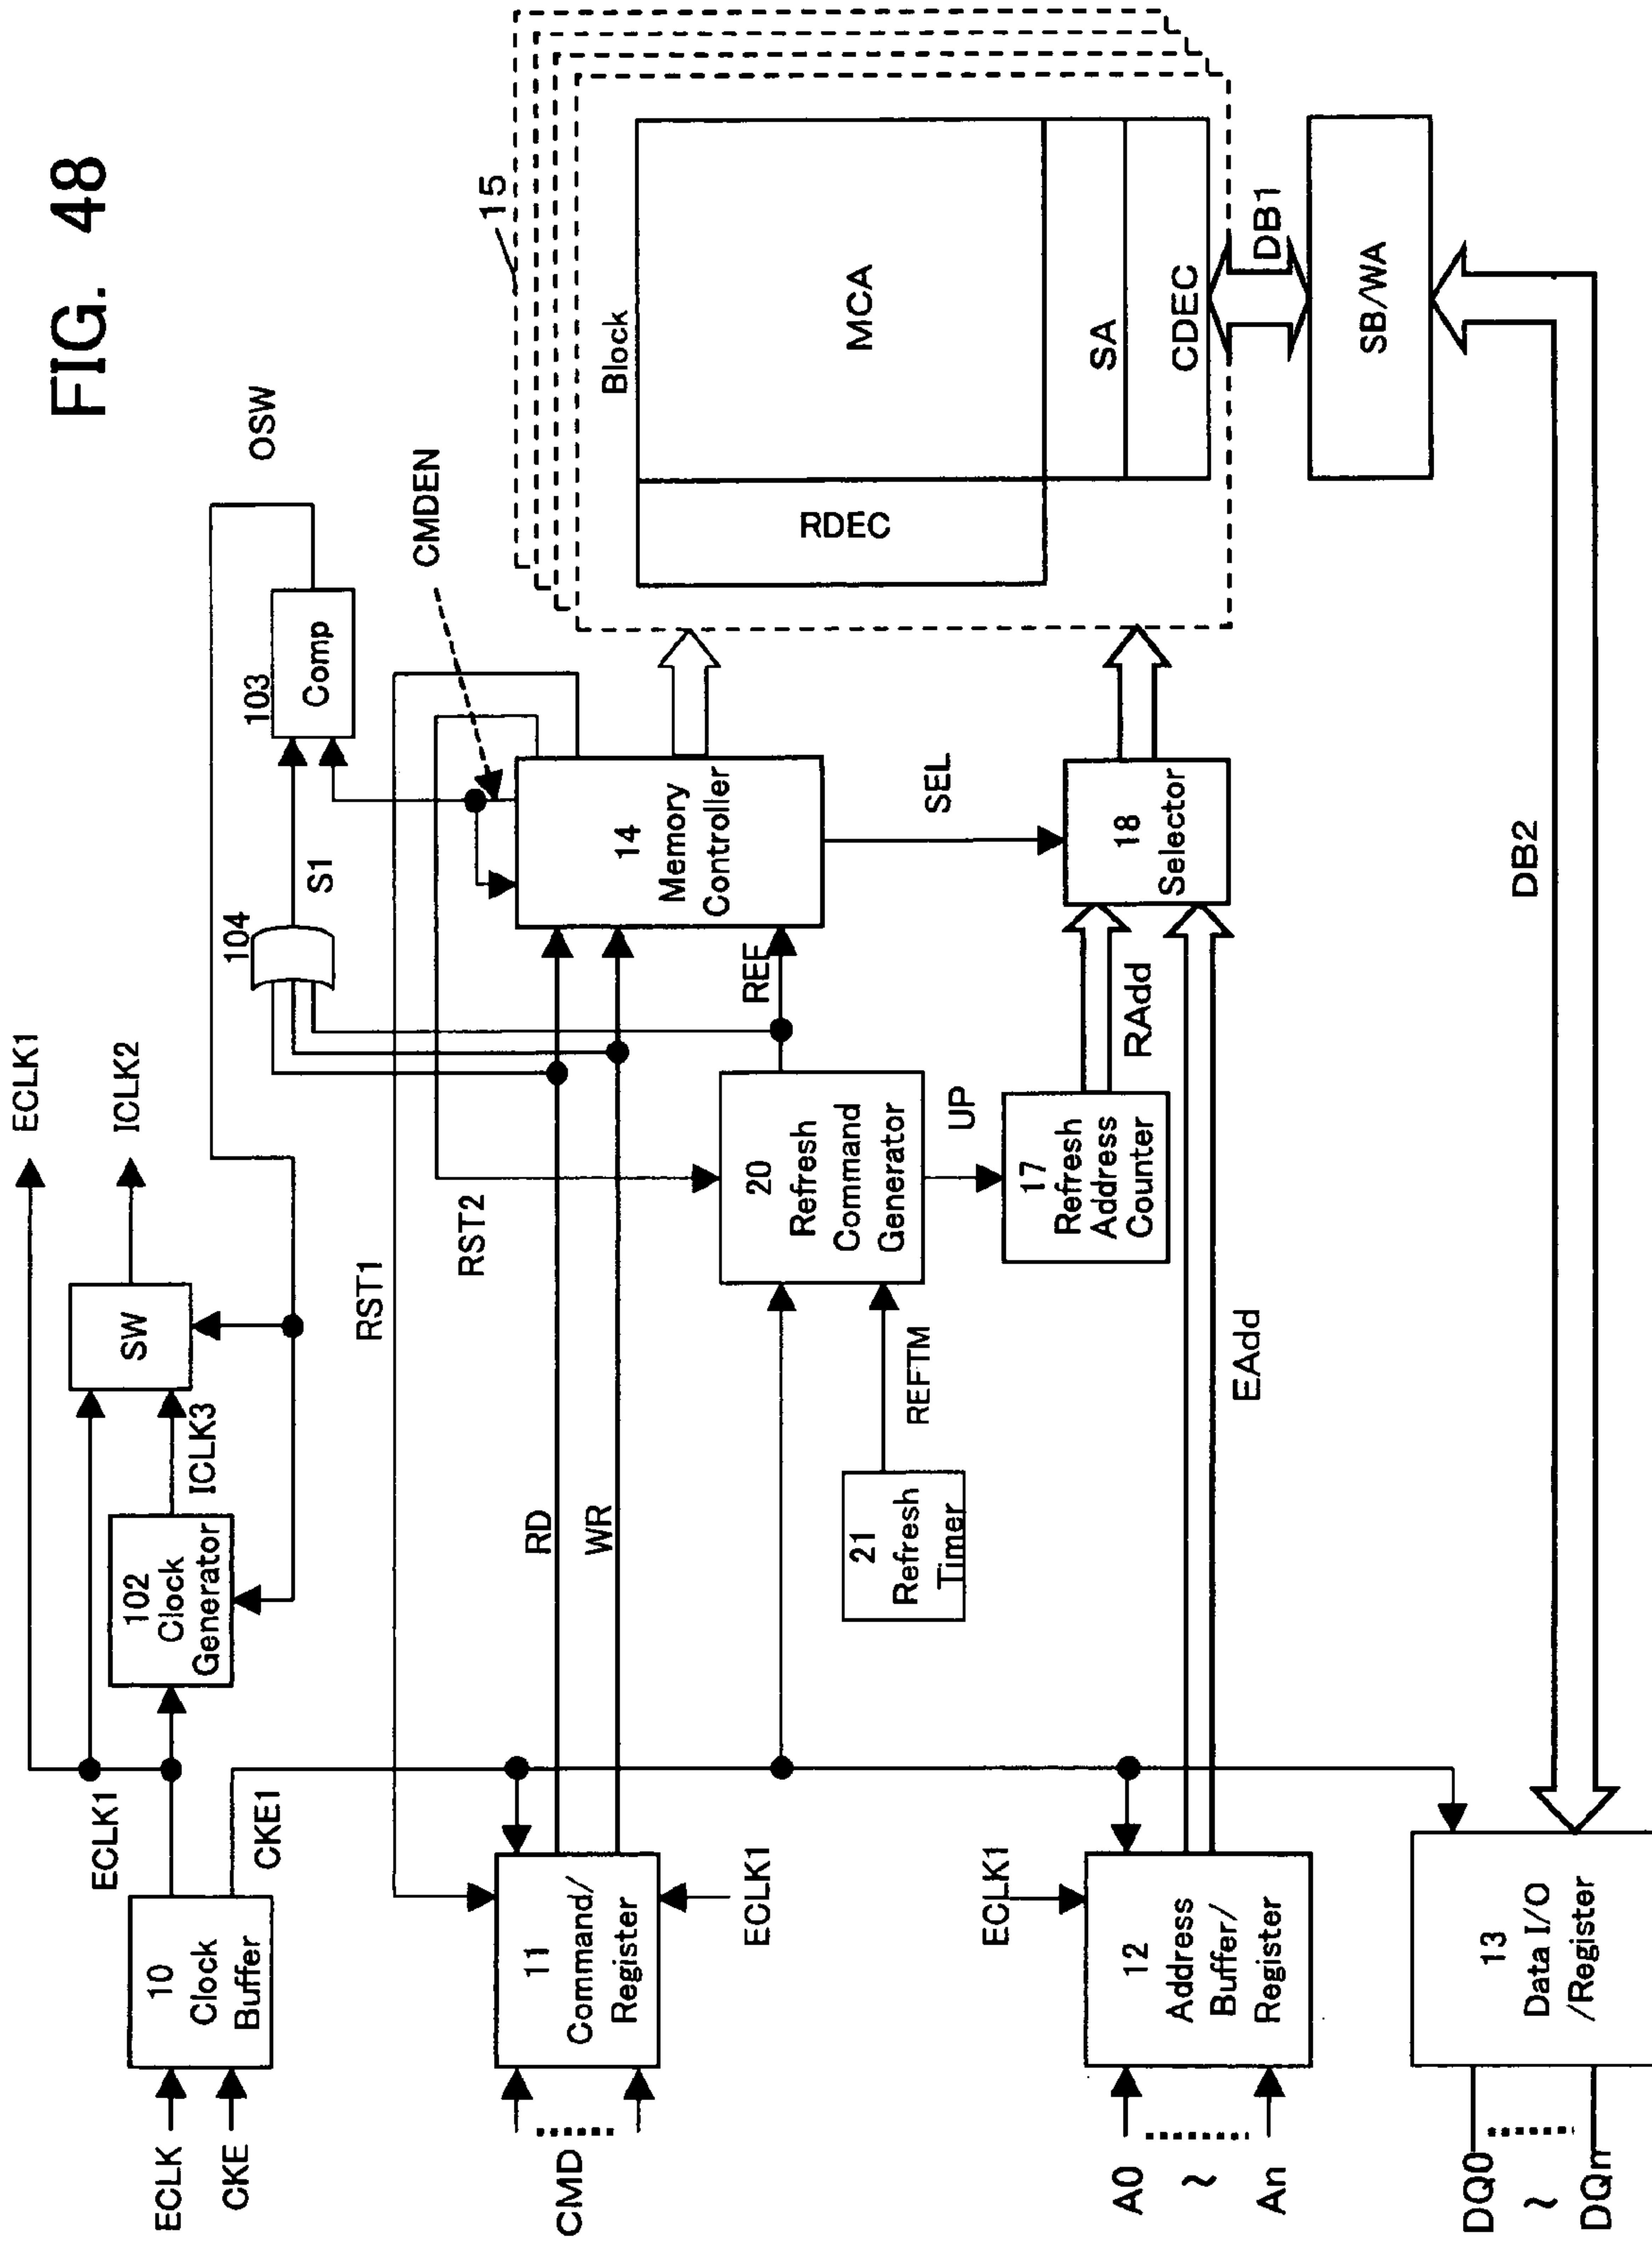 FIG. 48
ECLK1
ICLK2
OSW
ECLK1
SW
ICLK3
102
Clock
Generator
103
Comp
104
S1
CMDEN
15
ECLK
CKE
10
Clock
Buffer
CKE1
RST1
RST2
CMD
11
Command/
Register
ECLK1
RD
WR
REF
14
Memory
Controller
Block
MCA
RDEC
SA
CDEC
20
Refresh
Command
Generator
21
Refresh
Timer
REFTM
UP
17
Refresh
Address
Counter
RAdd
SEL
18
Selector
DB1
SB/WA
A0
~
An
ECLK1
12
Address
Buffer/
Register
EAdd
DQ0
~
DQn
13
Data I/O
/Register
DB2